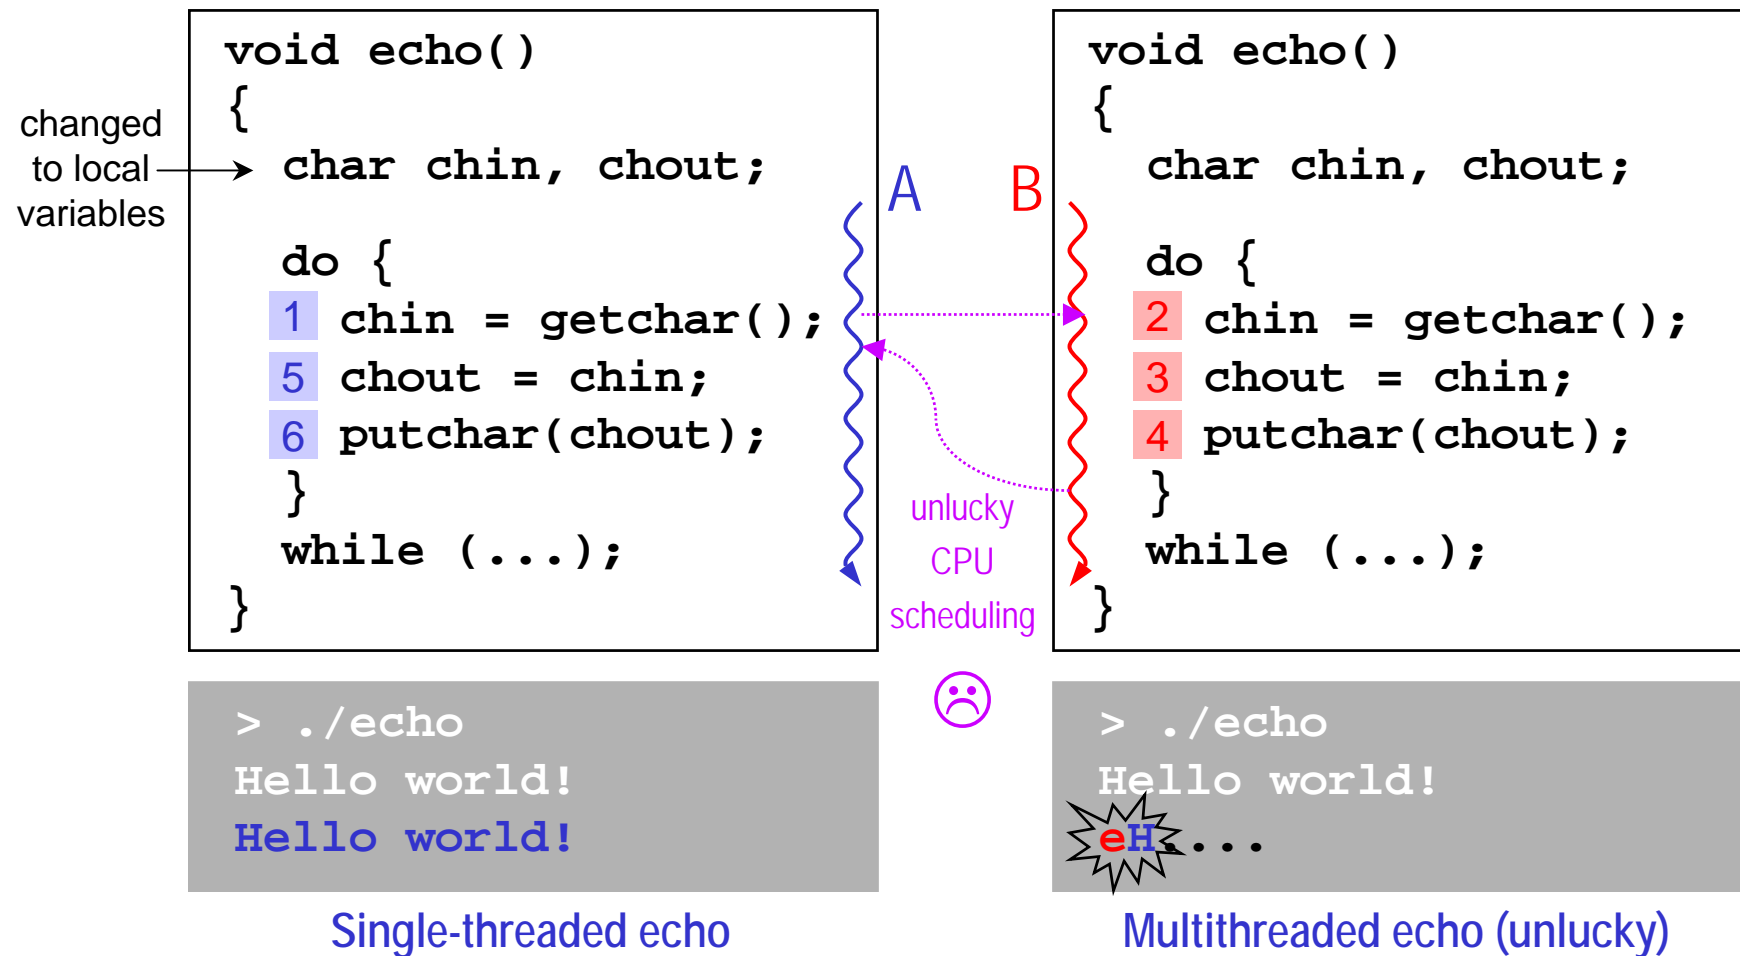 void echo()
{
char chin, chout;
do {
1 chin = getchar();
5 chout = chin;
6 putchar(chout);
}
while (...);
}
changed
to local
variables
A
B
unlucky
CPU
scheduling
void echo()
{
char chin, chout;
do {
2 chin = getchar();
3 chout = chin;
4 putchar(chout);
}
while (...);
}
> ./echo
Hello world!
Hello world!
Single-threaded echo
> ./echo
Hello world!
eH....
Multithreaded echo (unlucky)